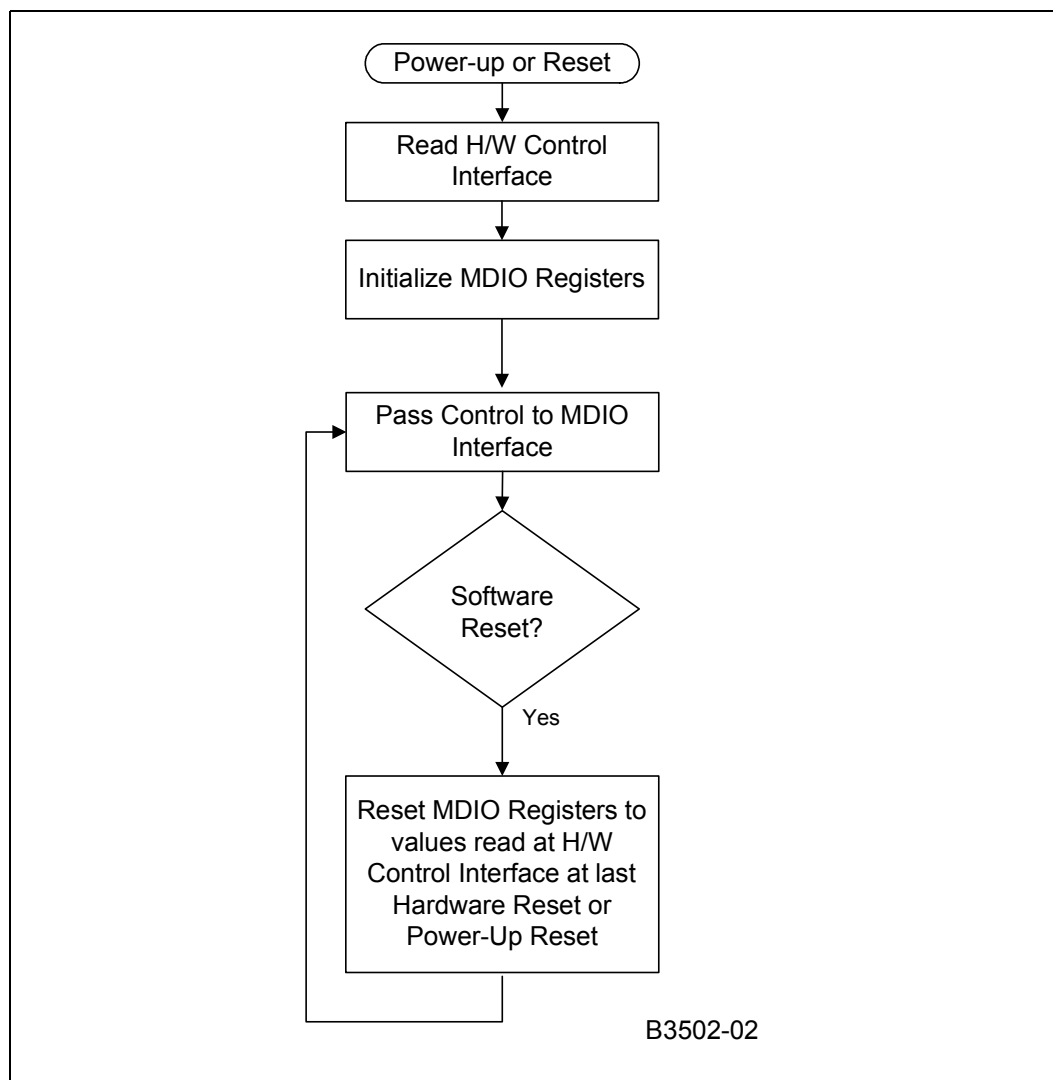 Power-up or Reset
Read H/W Control
Interface
Initialize MDIO Registers
Pass Control to MDIO
Interface
Software
Reset?
Yes
Reset MDIO Registers to
values read at H/W
Control Interface at last
Hardware Reset or
Power-Up Reset
B3502-02